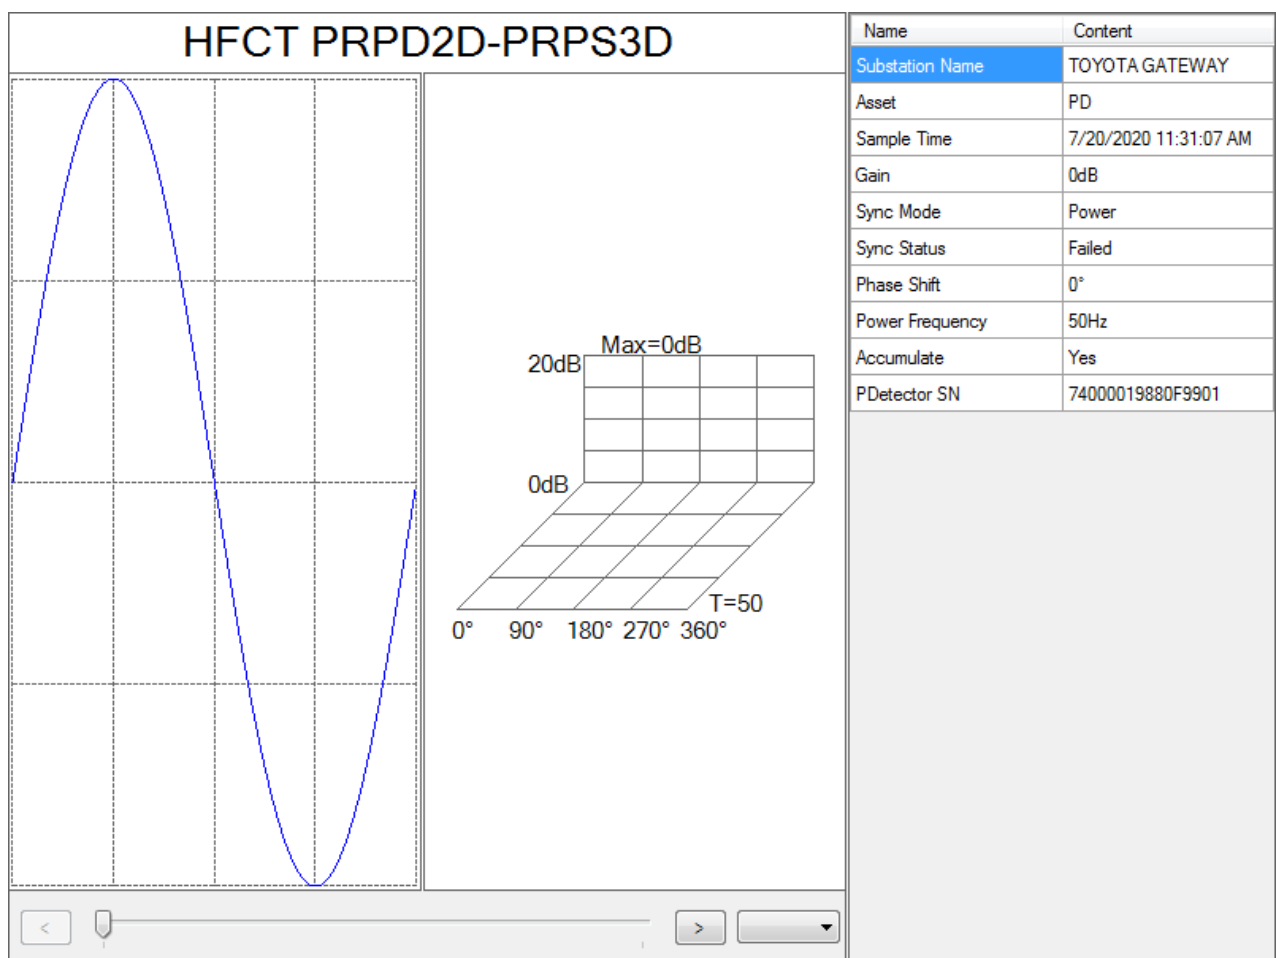 HFCT PRPD2D-PRPS3D
Max=0dB
20dB
0dB
T=50
0° 90° 180° 270° 360°
< >
Name Content
Substation Name TOYOTA GATEWAY
Asset PD
Sample Time 7/20/2020 11:31:07 AM
Gain 0dB
Sync Mode Power
Sync Status Failed
Phase Shift 0°
Power Frequency 50Hz
Accumulate Yes
PDetector SN 74000019880F9901